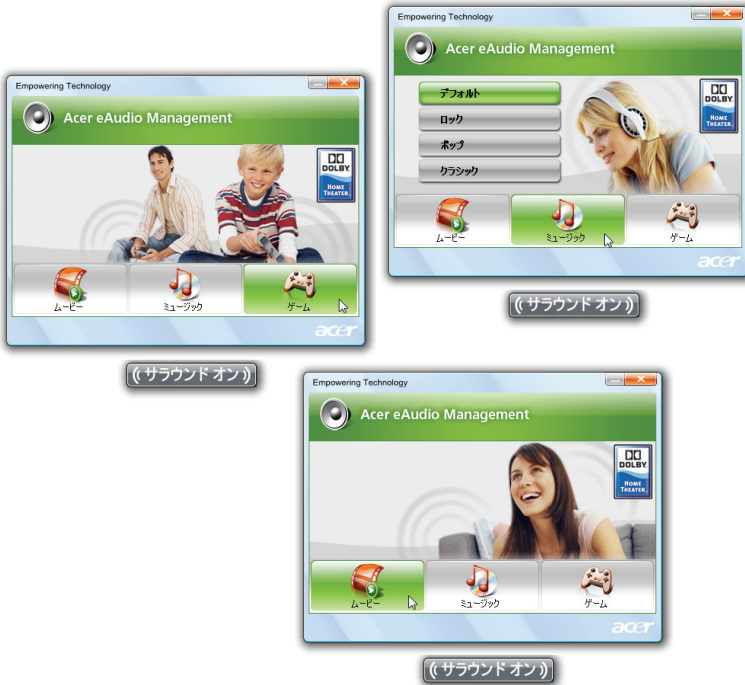 Empowering Technology
Acer eAudio Management
DOLBY
HOME
THEATER
ムービー
ミュージック
ゲーム
acer
((サラウンド オン))
Empowering Technology
Acer eAudio Management
デフォルト
ロック
ポップ
クラシック
DOLBY
HOME
THEATER
ムービー
ミュージック
ゲーム
acer
((サラウンド オン))
Empowering Technology
Acer eAudio Management
DOLBY
HOME
THEATER
ムービー
ミュージック
ゲーム
acer
((サラウンド オン))